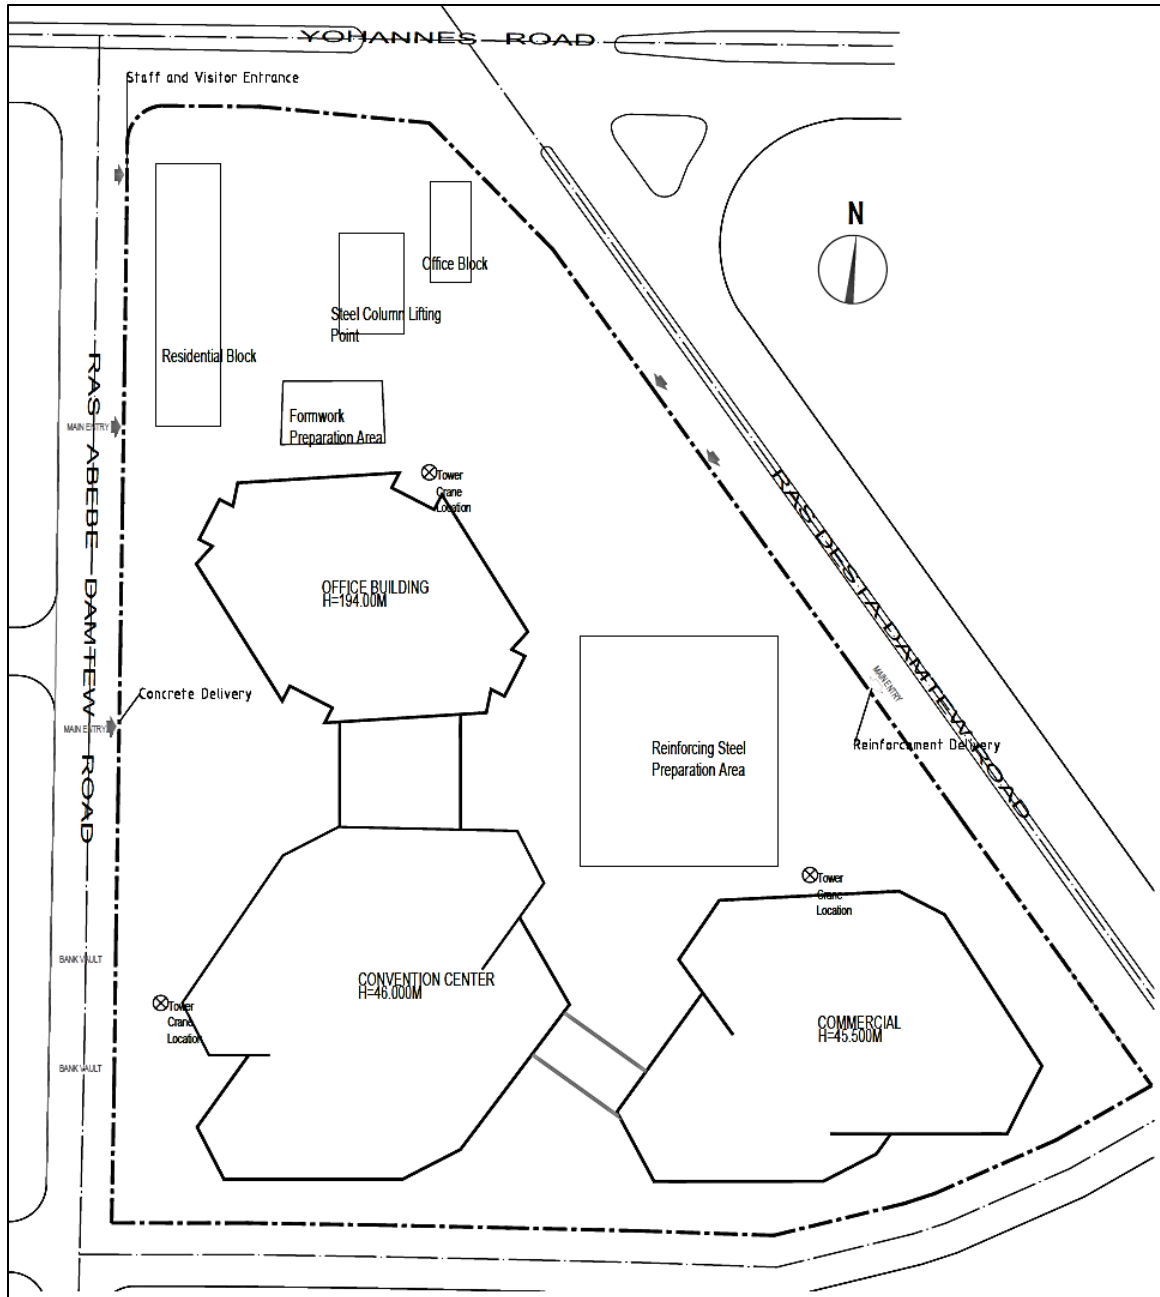 YOHANNES ROAD
Staff and Visitor Entrance
N
Office Block
Steel Column Lifting
Point
Residential Block
RAS ABEBE DAMTEW ROAD
Formwork
Preparation Area
MAIN ENTRY
Tower
Crane
Location
RAS DESTA DAMTEW ROAD
OFFICE BUILDING
H=194.00M
MAIN ENTRY
Concrete Delivery
MAIN ENTRY
Reinforcing Steel
Preparation Area
Reinforcament Delivery
Tower
Crane
Location
BANK VAULT
CONVENTION CENTER
H=46.000M
Tower
Crane
Location
COMMERCIAL
H=45.500M
BANK VAULT